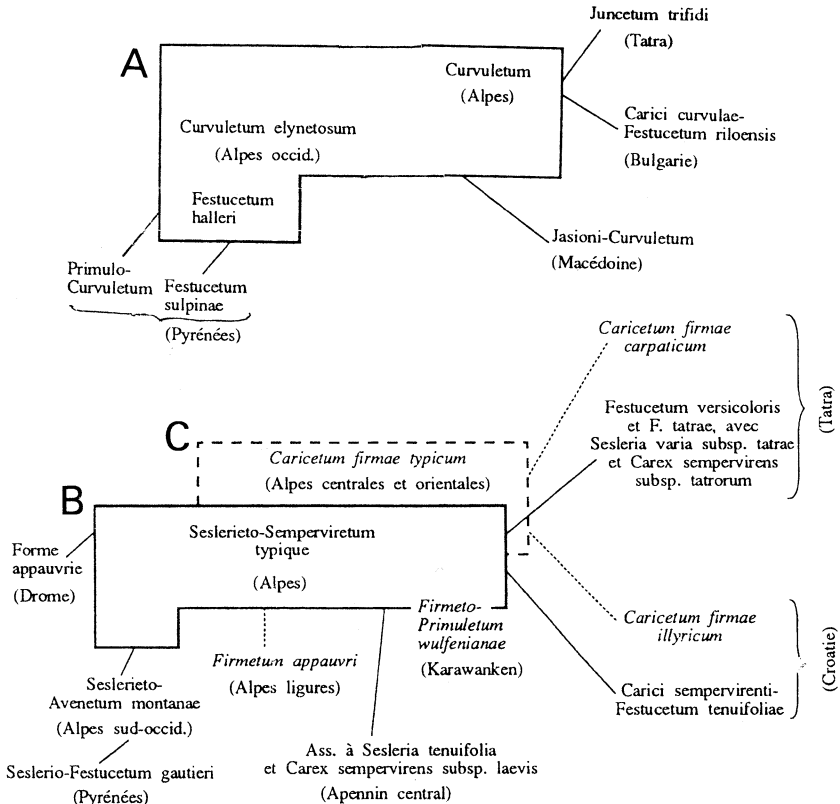 Juncetum trifidi
(Tatra)
A
Curvuletum
(Alpes)
Carici curvulae-
Festucetum riloensis
(Bulgarie)
Curvuletum elynetosum
(Alpes occid.)
Festucetum
halleri
Jasioni-Curvuletum
(Macédoine)
Primulo-
Curvuletum
Festucetum
sulpinae
(Pyrénées)
Caricetum firmae
carpaticum
(Tatra)
Festucetum versicoloris
et F. tatrae, avec
Sesleria varia subsp. tatrae
et Carex sempervirens
subsp. tatrorum
C
Caricetum firmae typicum
(Alpes centrales et orientales)
B
Seslerieto-Semperviretum
typique
(Alpes)
Forme
appauvrie
(Drome)
Firmeto-
Primuletum
wulfenianae
(Karawanken)
Caricetum firmae
illyricum
(Croatie)
Firmetum appauvri
(Alpes ligures)
Carici sempervirenti-
Festucetum tenuifoliae
Seslerieto-
Avenetum montanae
(Alpes sud-occid.)
Ass. à Sesleria tenuifolia
et Carex sempervirens subsp. laevis
(Apennin central)
Seslerio-Festucetum gautieri
(Pyrénées)